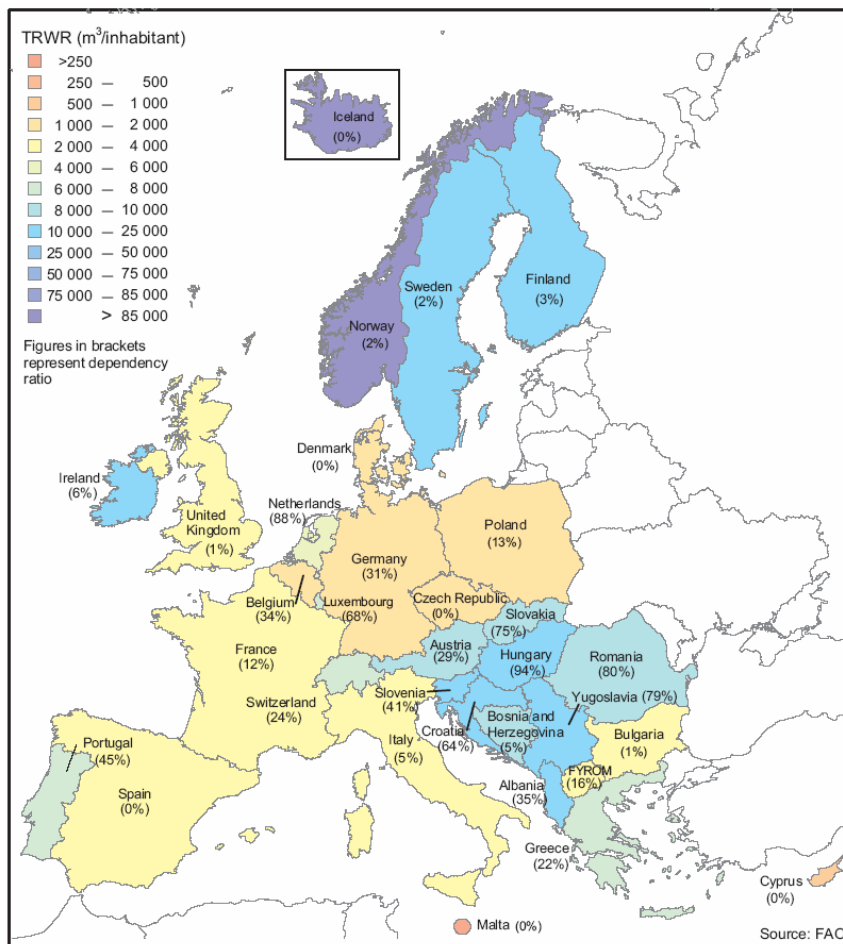 TRWR (m³/inhabitant)
>250
250 — 500
500 — 1 000
1 000 — 2 000
2 000 — 4 000
4 000 — 6 000
6 000 — 8 000
8 000 — 10 000
10 000 — 25 000
25 000 — 50 000
50 000 — 75 000
75 000 — 85 000
> 85 000
Figures in brackets
represent dependency
ratio
Iceland
(0%)
Sweden
(2%)
Finland
(3%)
Norway
(2%)
Denmark
(0%)
Ireland
(6%)
United
Kingdom
(1%)
Netherlands
(88%)
Poland
(13%)
Germany
(31%)
Belgium
(34%)
Luxembourg
(68%)
Czech Republic
(0%)
Slovakia
(75%)
Austria
(29%)
Hungary
(94%)
Romania
(80%)
France
(12%)
Switzerland
(24%)
Slovenia
(41%)
Yugoslavia (79%)
Croatia
(64%)
Bosnia and
Herzegovina
(5%)
Bulgaria
(1%)
Portugal
(45%)
Italy
(5%)
FYROM
(16%)
Spain
(0%)
Albania
(35%)
Greece
(22%)
Cyprus
(0%)
Malta (0%)
Source: FAO